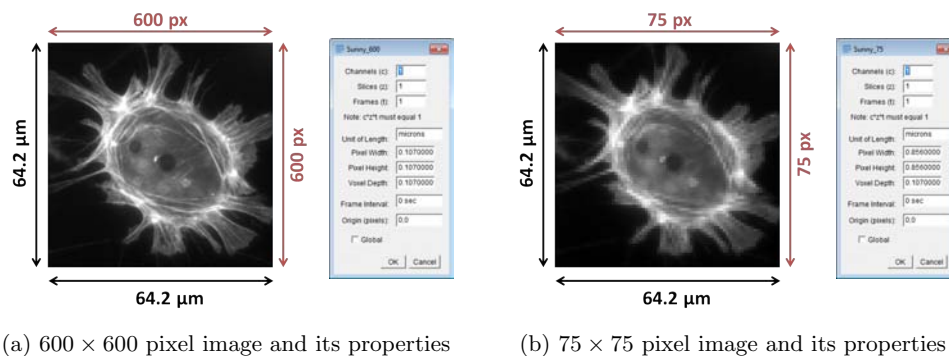 600 px
64.2 µm
600 px
64.2 µm
Sunny_600
Channels (c): 1
Slices (z): 1
Frames (t): 1
Note: c*z*t must equal 1
Unit of Length: microns
Pixel Width: 0.1070000
Pixel Height: 0.1070000
Voxel Depth: 0.1070000
Frame Interval: 0 sec
Origin (pixels): 0,0
Global
OK Cancel
(a) 600 × 600 pixel image and its properties
75 px
64.2 µm
75 px
64.2 µm
Sunny_75
Channels (c): 1
Slices (z): 1
Frames (t): 1
Note: c*z*t must equal 1
Unit of Length: microns
Pixel Width: 0.8560000
Pixel Height: 0.8560000
Voxel Depth: 0.1070000
Frame Interval: 0 sec
Origin (pixels): 0,0
Global
OK Cancel
(b) 75 × 75 pixel image and its properties